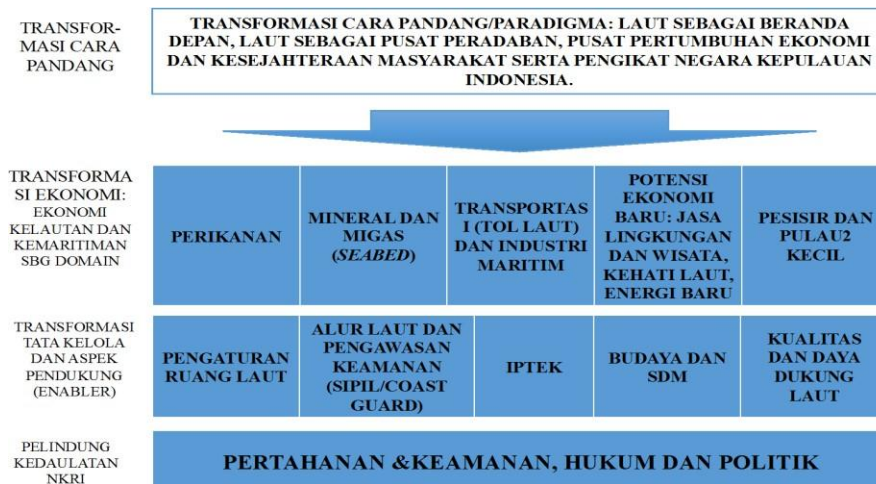 TRANSFOR-
MASI CARA
PANDANG
TRANSFORMASI CARA PANDANG/PARADIGMA: LAUT SEBAGAI BERANDA
DEPAN, LAUT SEBAGAI PUSAT PERADABAN, PUSAT PERTUMBUHAN EKONOMI
DAN KESEJAHTERAAN MASYARAKAT SERTA PENGIKAT NEGARA KEPULAUAN
INDONESIA.
TRANSFORMA
SI EKONOMI:
EKONOMI
KELAUTAN DAN
KEMARITIMAN
SBG DOMAIN
PERIKANAN
MINERAL DAN
MIGAS
(SEABED)
TRANSPORTAS
I (TOL LAUT)
DAN INDUSTRI
MARITIM
POTENSI
EKONOMI
BARU: JASA
LINGKUNGAN
DAN WISATA,
KEHATI LAUT,
ENERGI BARU
PESISIR DAN
PULAU2
KECIL
TRANSFORMASI
TATA KELOLA
DAN ASPEK
PENDUKUNG
(ENABLER)
PENGATURAN
RUANG LAUT
ALUR LAUT DAN
PENGAWASAN
KEAMANAN
(SIPIL/COAST
GUARD)
IPTEK
BUDAYA DAN
SDM
KUALITAS
DAN DAYA
DUKUNG
LAUT
PELINDUNG
KEDAULATAN
NKRI
PERTAHANAN &KEAMANAN, HUKUM DAN POLITIK